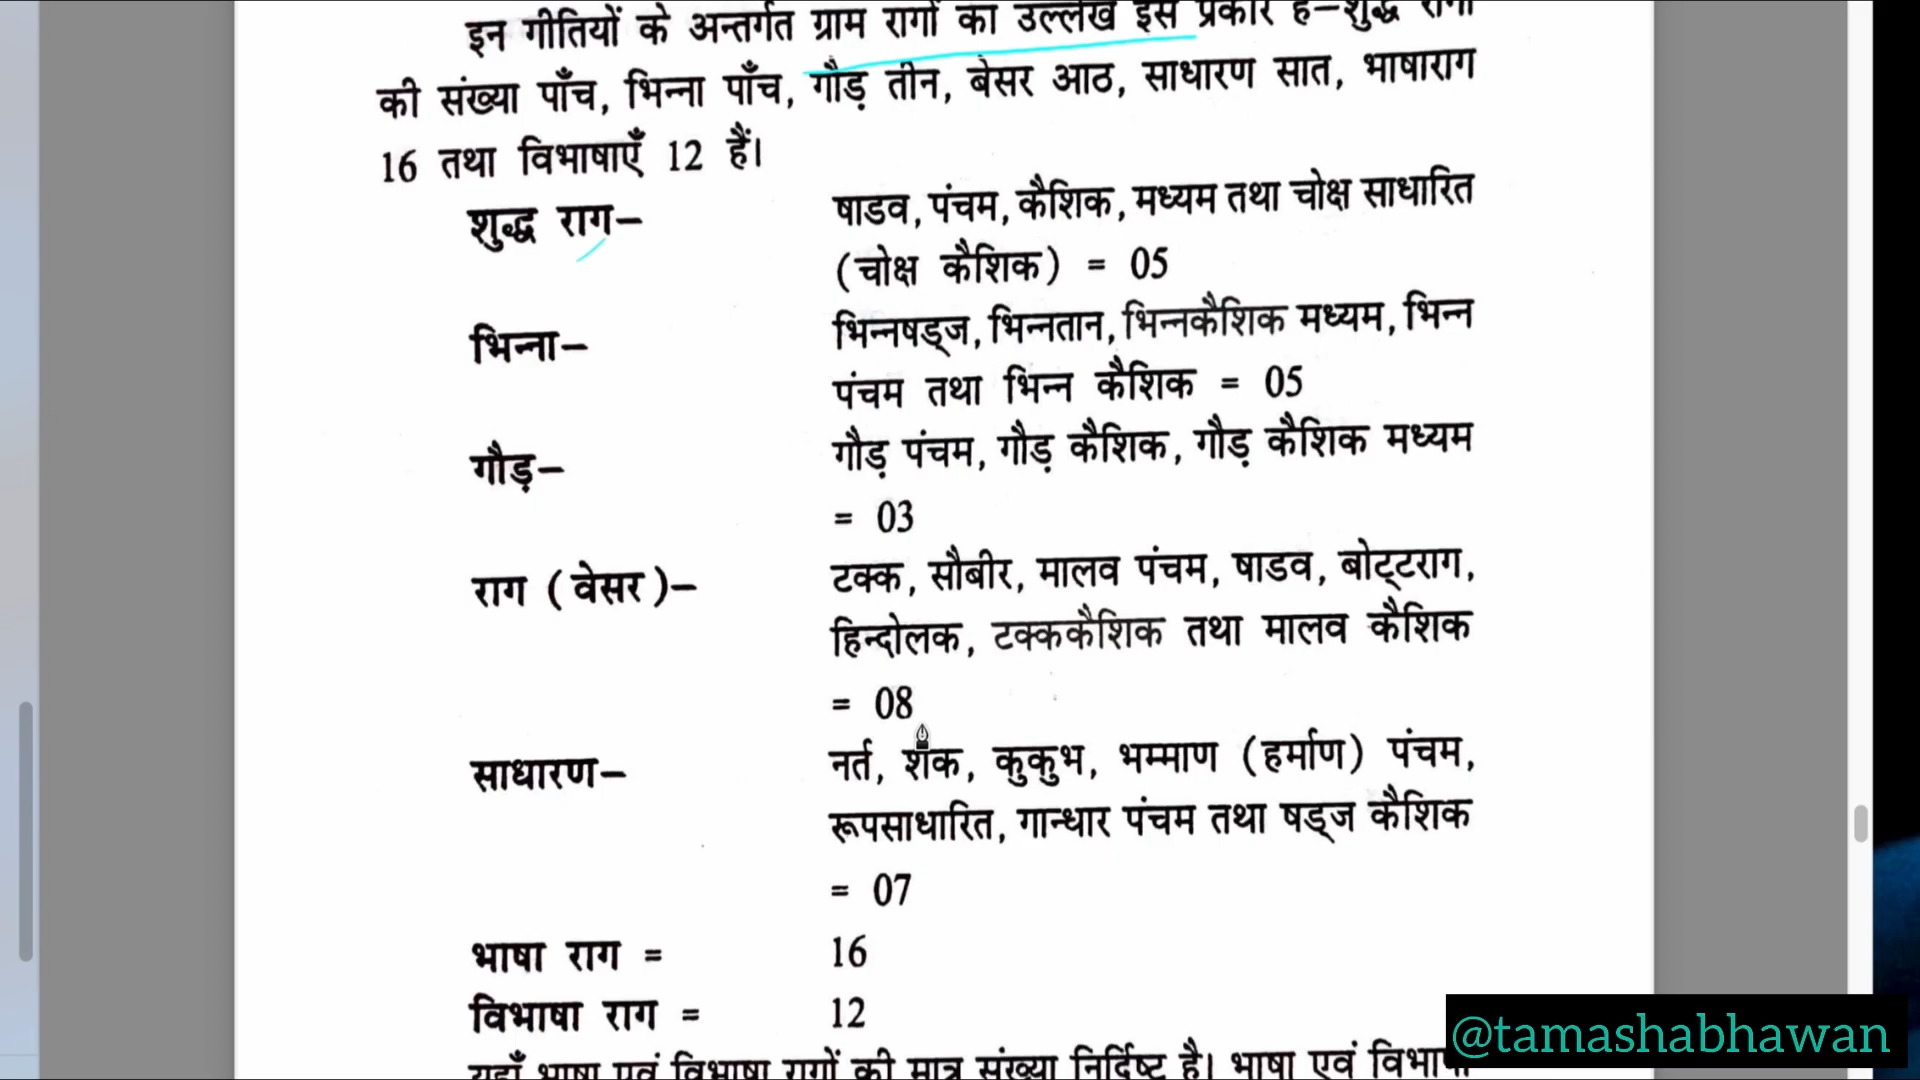 इन गीतियों के अन्तर्गत ग्राम रागों का उल्लेख इस प्रकार है–शुद्ध रागों
की संख्या पाँच, भिन्ना पाँच, गौड़ तीन, बेसर आठ, साधारण सात, भाषाराग
16 तथा विभाषाएँ 12 हैं।
शुद्ध राग– षाडव, पंचम, कैशिक, मध्यम तथा चोक्ष साधारित
(चोक्ष कैशिक) = 05
भिन्ना– भिन्नषड्ज, भिन्नतान, भिन्नकैशिक मध्यम, भिन्न
पंचम तथा भिन्न कैशिक = 05
गौड़– गौड़ पंचम, गौड़ कैशिक, गौड़ कैशिक मध्यम
= 03
राग (वेसर)– टक्क, सौबीर, मालव पंचम, षाडव, बोट्टराग,
हिन्दोलक, टक्ककैशिक तथा मालव कैशिक
= 08
साधारण– नर्त, शक, कुकुभ, भम्माण (हर्माण) पंचम,
रूपसाधारित, गान्धार पंचम तथा षड्ज कैशिक
= 07
भाषा राग = 16
विभाषा राग = 12
यहाँ भाषा एवं विभाषा रागों की मात्र संख्या निर्दिष्ट है। भाषा एवं विभाषा
@tamashabhawan